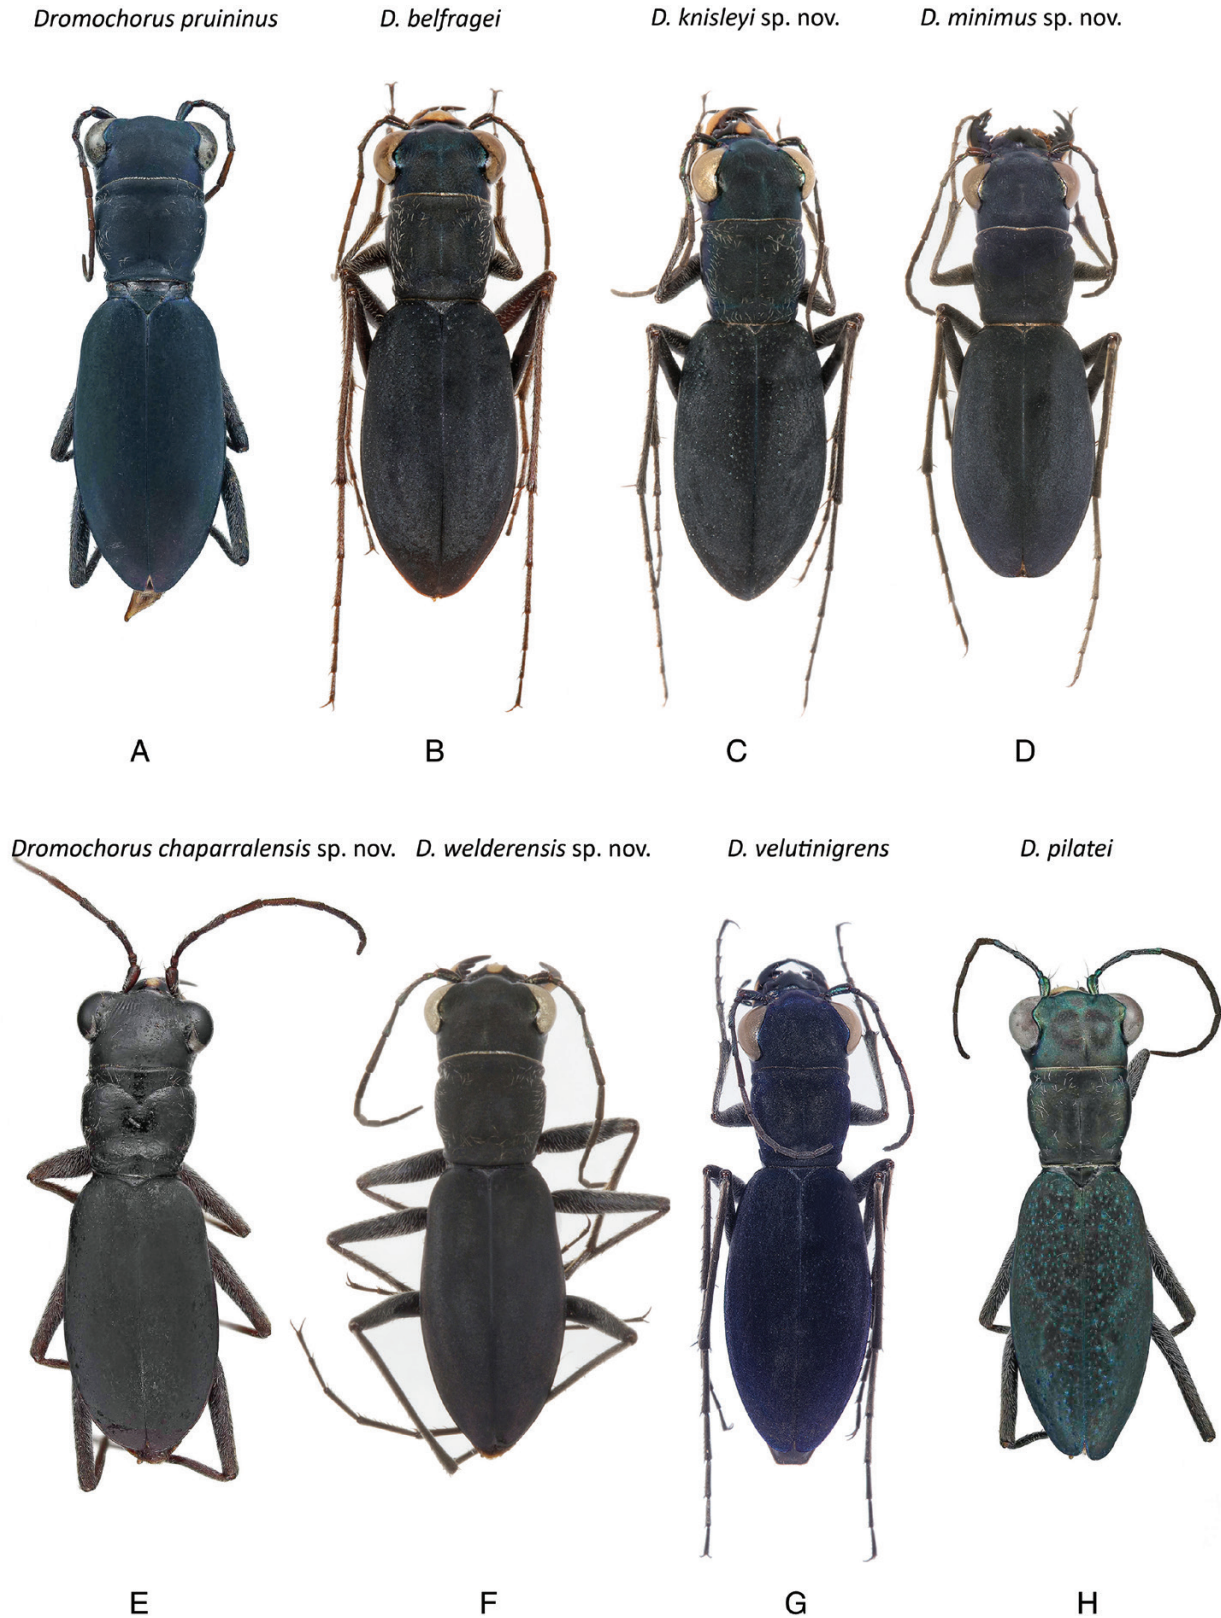 Dromochorus pruininus D. belfragei D. knisleyi sp. nov. D. minimus sp. nov.
A B C D
Dromochorus chaparralensis sp. nov. D. welderensis sp. nov. D. velutinigrens D. pilatei
E F G H